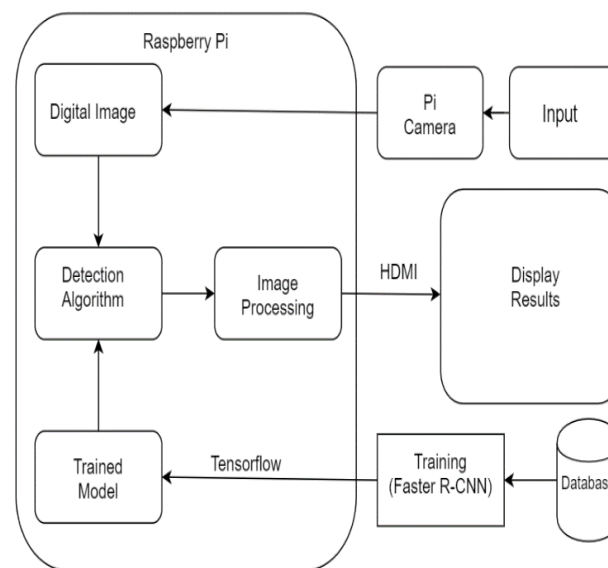 Raspberry Pi
Digital Image
Pi
Camera
Input
Detection
Algorithm
Image
Processing
HDMI
Display
Results
Trained
Model
Tensorflow
Training
(Faster R-CNN)
Databas